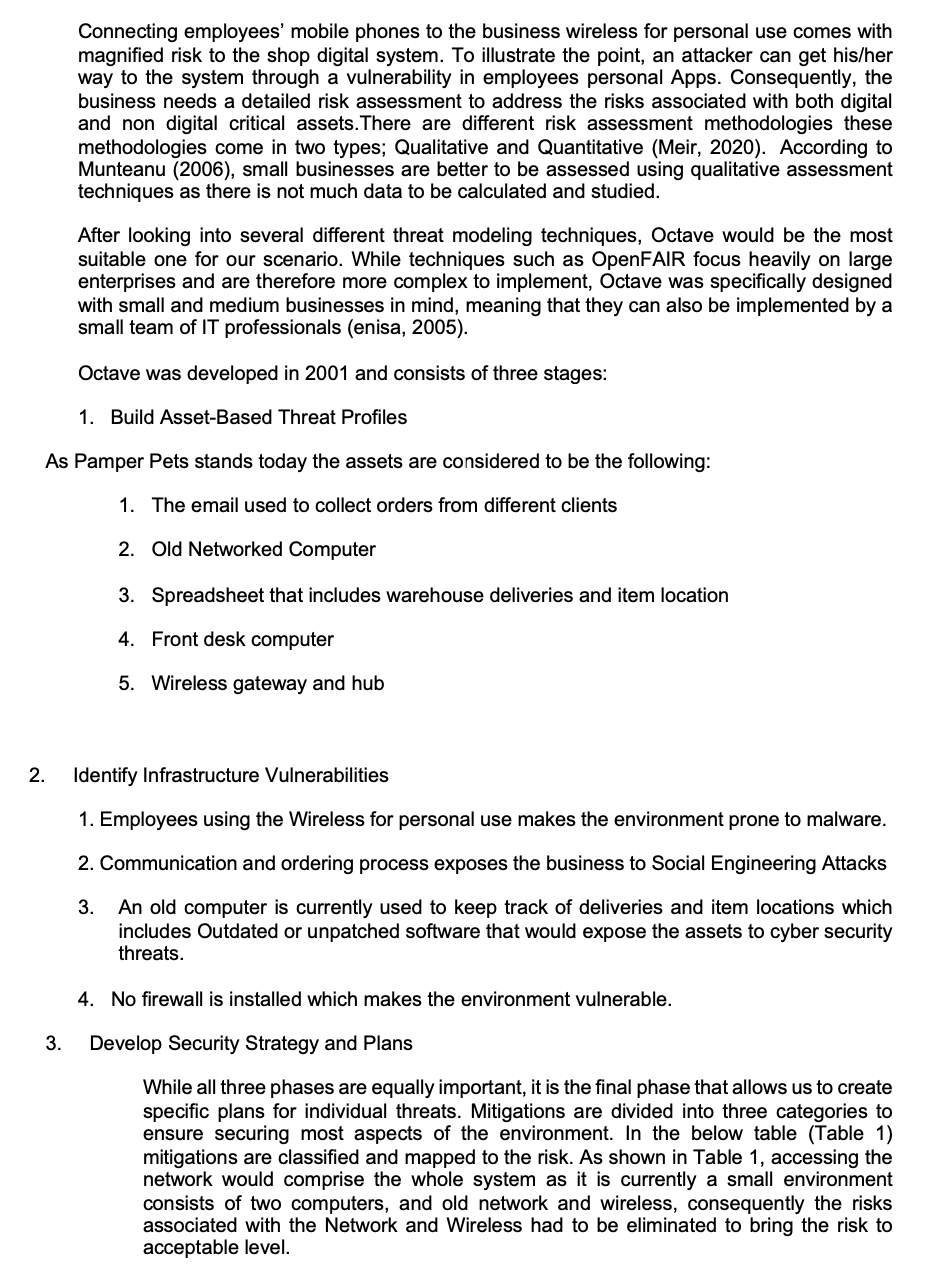 Connecting employees’ mobile phones to the business wireless for personal use comes with
magnified risk to the shop digital system. To illustrate the point, an attacker can get his/her
way to the system through a vulnerability in employees personal Apps. Consequently, the
business needs a detailed risk assessment to address the risks associated with both digital
and non digital critical assets.There are different risk assessment methodologies these
methodologies come in two types; Qualitative and Quantitative (Meir, 2020). According to
Munteanu (2006), small businesses are better to be assessed using qualitative assessment
techniques as there is not much data to be calculated and studied.
After looking into several different threat modeling techniques, Octave would be the most
suitable one for our scenario. While techniques such as OpenFAIR focus heavily on large
enterprises and are therefore more complex to implement, Octave was specifically designed
with small and medium businesses in mind, meaning that they can also be implemented by a
small team of IT professionals (enisa, 2005).
Octave was developed in 2001 and consists of three stages:
1. Build Asset-Based Threat Profiles
As Pamper Pets stands today the assets are considered to be the following:
1. The email used to collect orders from different clients
2. Old Networked Computer
3. Spreadsheet that includes warehouse deliveries and item location
4. Front desk computer
5. Wireless gateway and hub
2. Identify Infrastructure Vulnerabilities
1. Employees using the Wireless for personal use makes the environment prone to malware.
2. Communication and ordering process exposes the business to Social Engineering Attacks
3. An old computer is currently used to keep track of deliveries and item locations which
includes Outdated or unpatched software that would expose the assets to cyber security
threats.
4. No firewall is installed which makes the environment vulnerable.
3. Develop Security Strategy and Plans
While all three phases are equally important, it is the final phase that allows us to create
specific plans for individual threats. Mitigations are divided into three categories to
ensure securing most aspects of the environment. In the below table (Table 1)
mitigations are classified and mapped to the risk. As shown in Table 1, accessing the
network would comprise the whole system as it is currently a small environment
consists of two computers, and old network and wireless, consequently the risks
associated with the Network and Wireless had to be eliminated to bring the risk to
acceptable level.